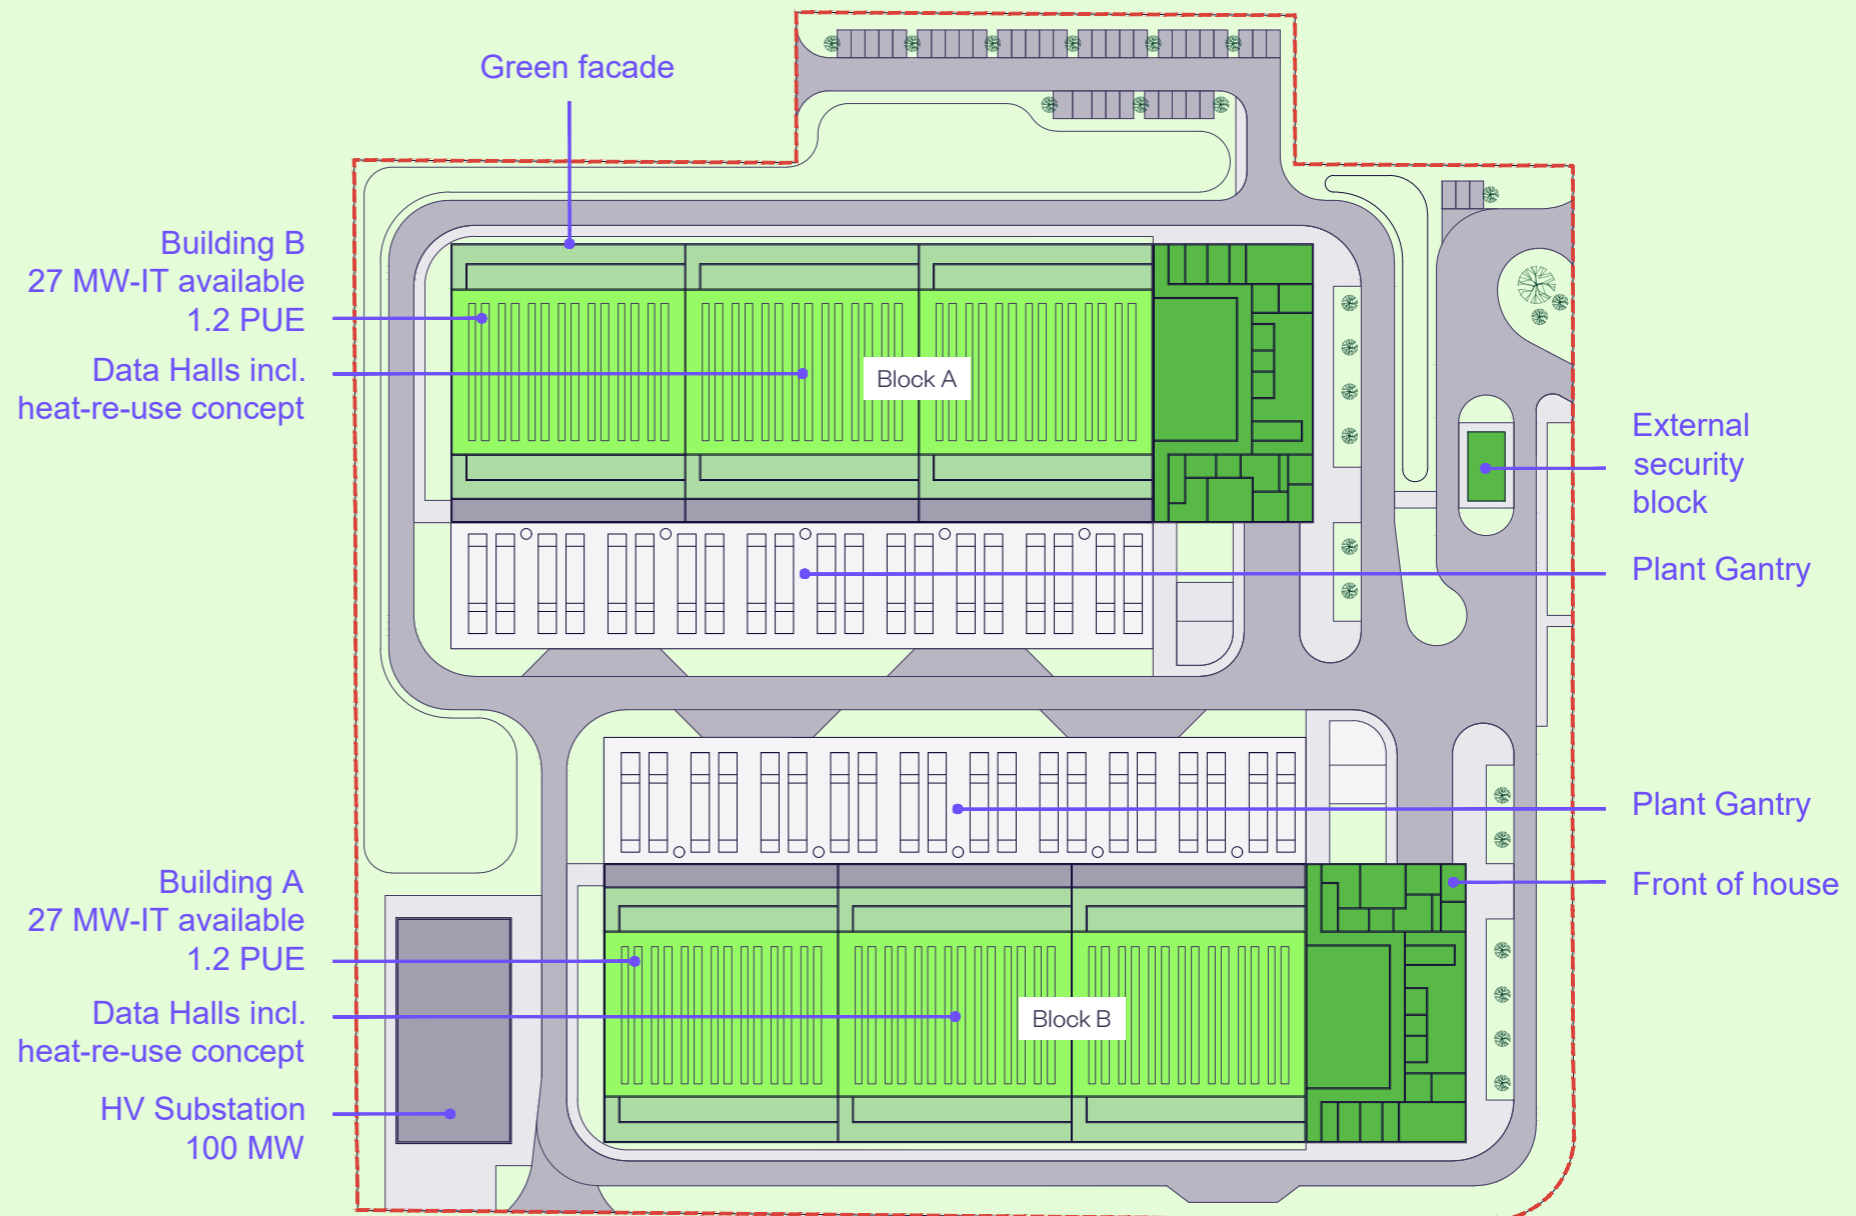 Green facade
Building B
27 MW-IT available
1.2 PUE
Data Halls incl.
heat-re-use concept
Block A
External
security
block
Plant Gantry
Plant Gantry
Front of house
Building A
27 MW-IT available
1.2 PUE
Data Halls incl.
heat-re-use concept
Block B
HV Substation
100 MW